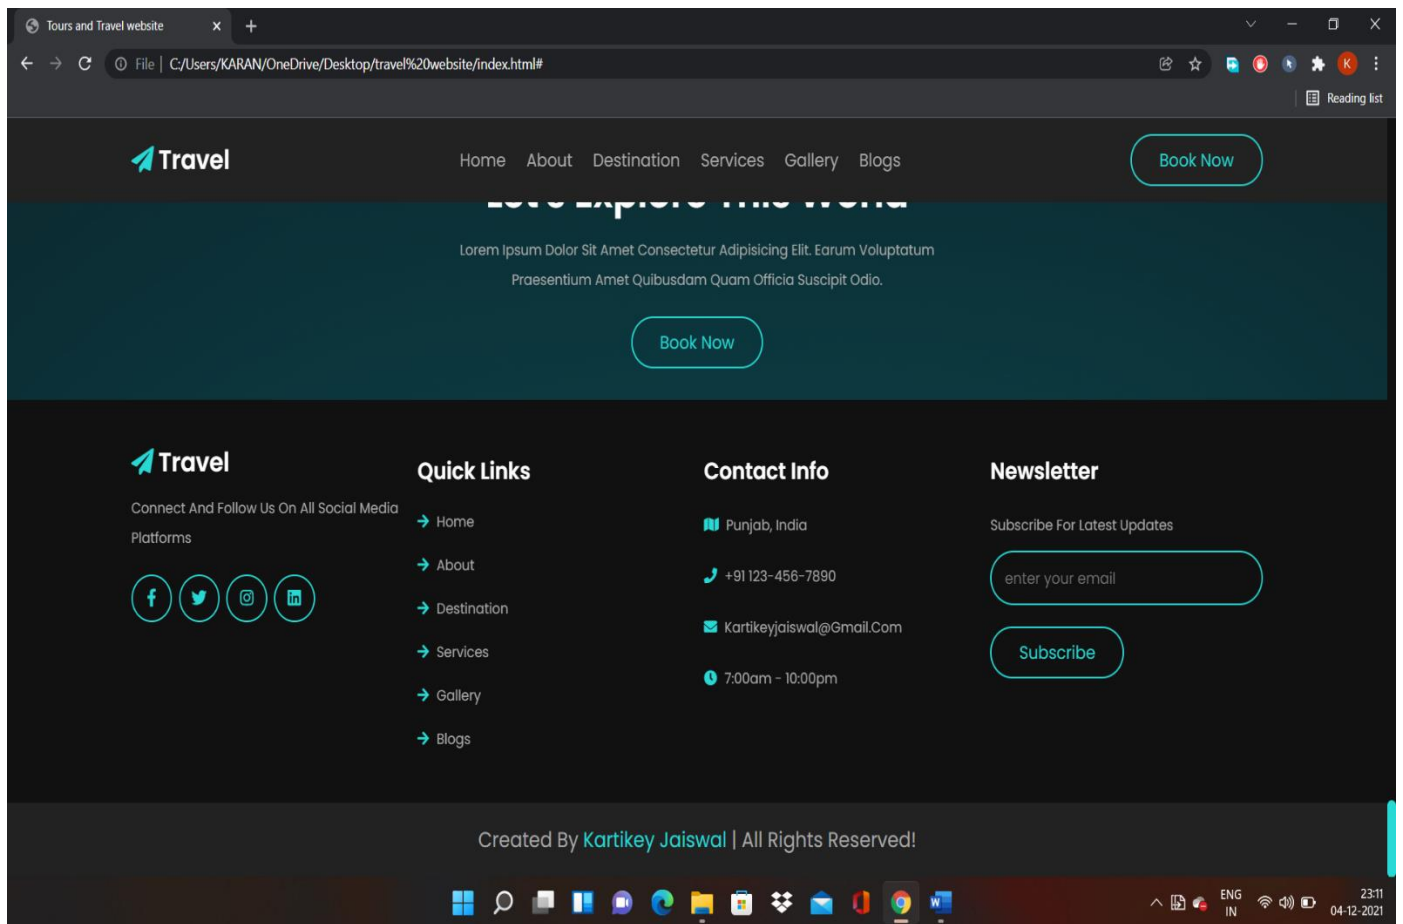 Tours and Travel website
File | C:/Users/KARAN/OneDrive/Desktop/travel%20website/index.html#
K
Reading list
Travel
Home About Destination Services Gallery Blogs
Book Now
Let's Explore This World
Lorem Ipsum Dolor Sit Amet Consectetur Adipisicing Elit. Earum Voluptatum
Praesentium Amet Quibusdam Quam Officia Suscipit Odio.
Book Now
Travel
Connect And Follow Us On All Social Media
Platforms
Quick Links
Home
About
Destination
Services
Gallery
Blogs
Contact Info
Punjab, India
+91 123-456-7890
Kartikeyjaiswal@Gmail.Com
7:00am - 10:00pm
Newsletter
Subscribe For Latest Updates
enter your email
Subscribe
Created By Kartikey Jaiswal | All Rights Reserved!
ENG
IN
23:11
04-12-2021